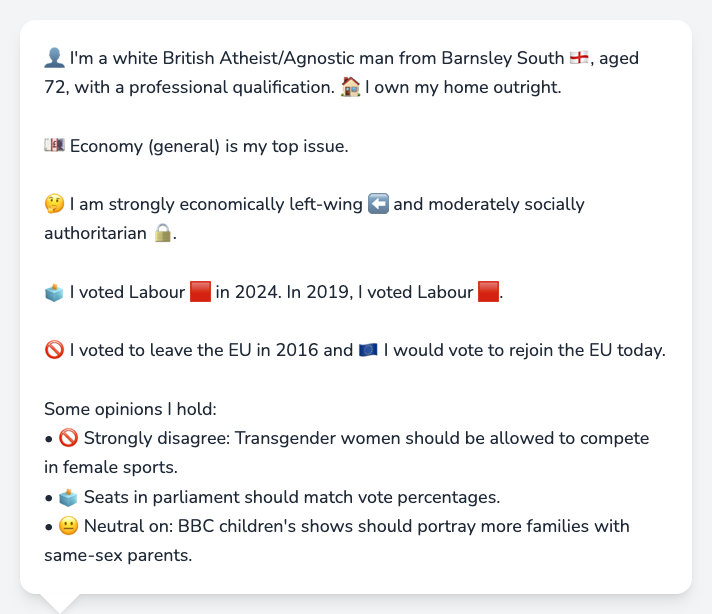 👤 I'm a white British Atheist/Agnostic man from Barnsley South 🏴󠁧󠁢󠁥󠁮󠁧󠁿, aged
72, with a professional qualification. 🏠 I own my home outright.
💷 Economy (general) is my top issue.
🤔 I am strongly economically left-wing ⬅️ and moderately socially
authoritarian 🔒.
🗳️ I voted Labour 🟥 in 2024. In 2019, I voted Labour 🟥.
🚫 I voted to leave the EU in 2016 and 🇪🇺 I would vote to rejoin the EU today.
Some opinions I hold:
• 🚫 Strongly disagree: Transgender women should be allowed to compete
in female sports.
• 🗳️ Seats in parliament should match vote percentages.
• 😐 Neutral on: BBC children's shows should portray more families with
same-sex parents.